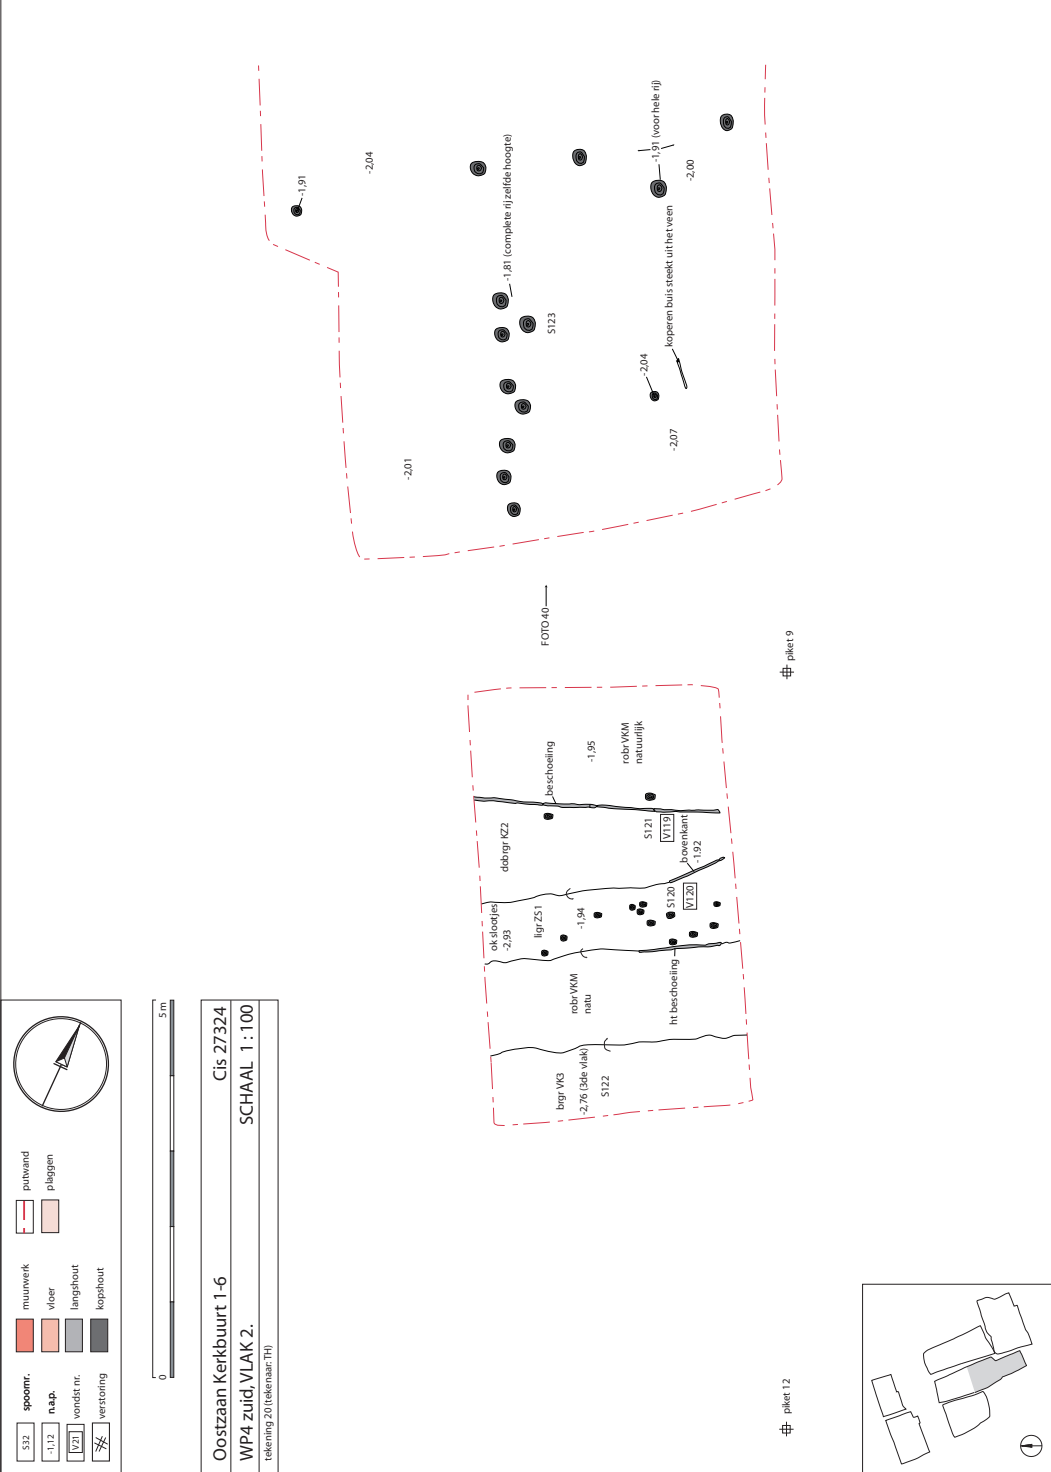 -1,91
-2,04
-1,81 (complete rij zelfde hoogte)
-1,91 (voor hele rij)
-2,00
koperen buis steekt uit het veen
S123
-2,04
-2,07
-2,01
FOTO 40
piket 9
beschoeiing
-1,95
robr VKM
natuurlijk
dobrgr KZ2
S121
V119
bovenkant
-1.92
ok slootjes
-2,93
ligr ZS1
-1,94
S120
V120
robr VKM
natu
ht beschoeiing
brgr VK3
-2,76 (3de vlak)
S122
piket 12
S32
spoornr.
-1,12
n.a.p.
V21
vondst nr.
verstoring
muurwerk
vloer
langshout
kopshout
putwand
plaggen
0
5 m
Oostzaan Kerkbuurt 1-6
Cis 27324
WP4 zuid, VLAK 2.
SCHAAL 1 : 100
tekening 20 (tekenaar: TH)